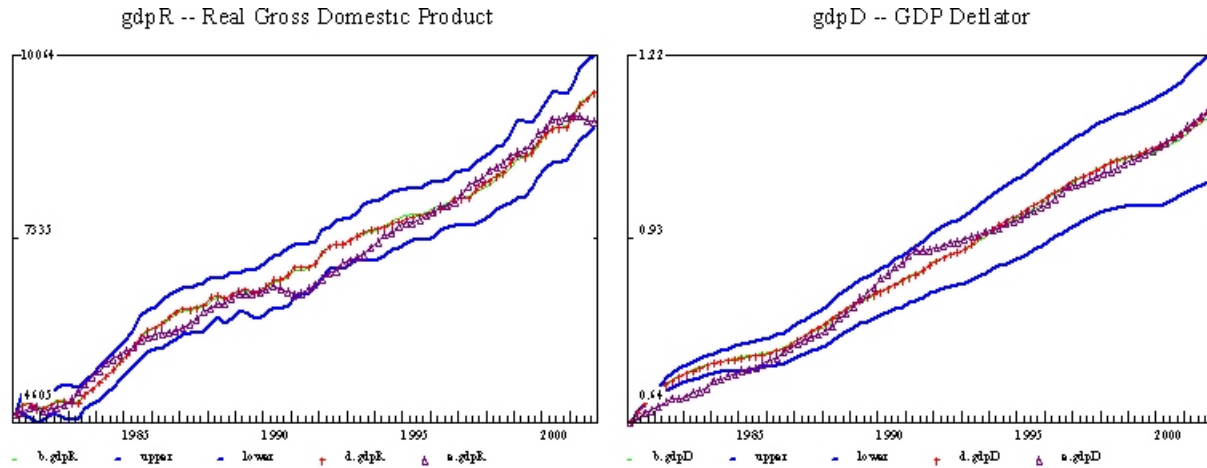 gdpR -- Real Gross Domestic Product
10064
7335
4605
1985 1990 1995 2000
b.gdpR upper lower d.gdpR a.gdpR
gdpD -- GDP Deflator
1.22
0.93
0.64
1985 1990 1995 2000
b.gdpD upper lower d.gdpD a.gdpD